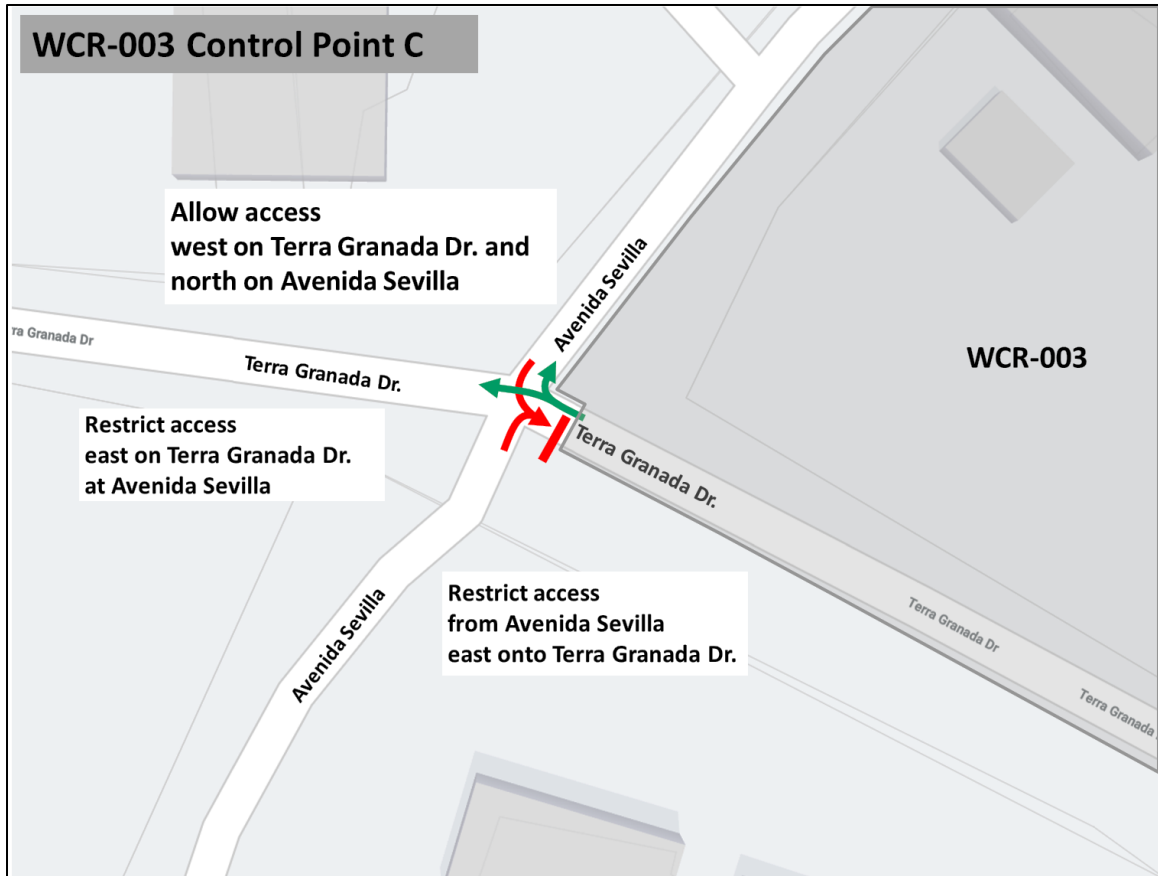 WCR-003 Control Point C
Allow access
west on Terra Granada Dr. and
north on Avenida Sevilla
Avenida Sevilla
WCR-003
ra Granada Dr
Terra Granada Dr.
Restrict access
east on Terra Granada Dr.
at Avenida Sevilla
Terra Granada Dr.
Restrict access
from Avenida Sevilla
east onto Terra Granada Dr.
Avenida Sevilla
Terra Granada Dr
Terra Granada